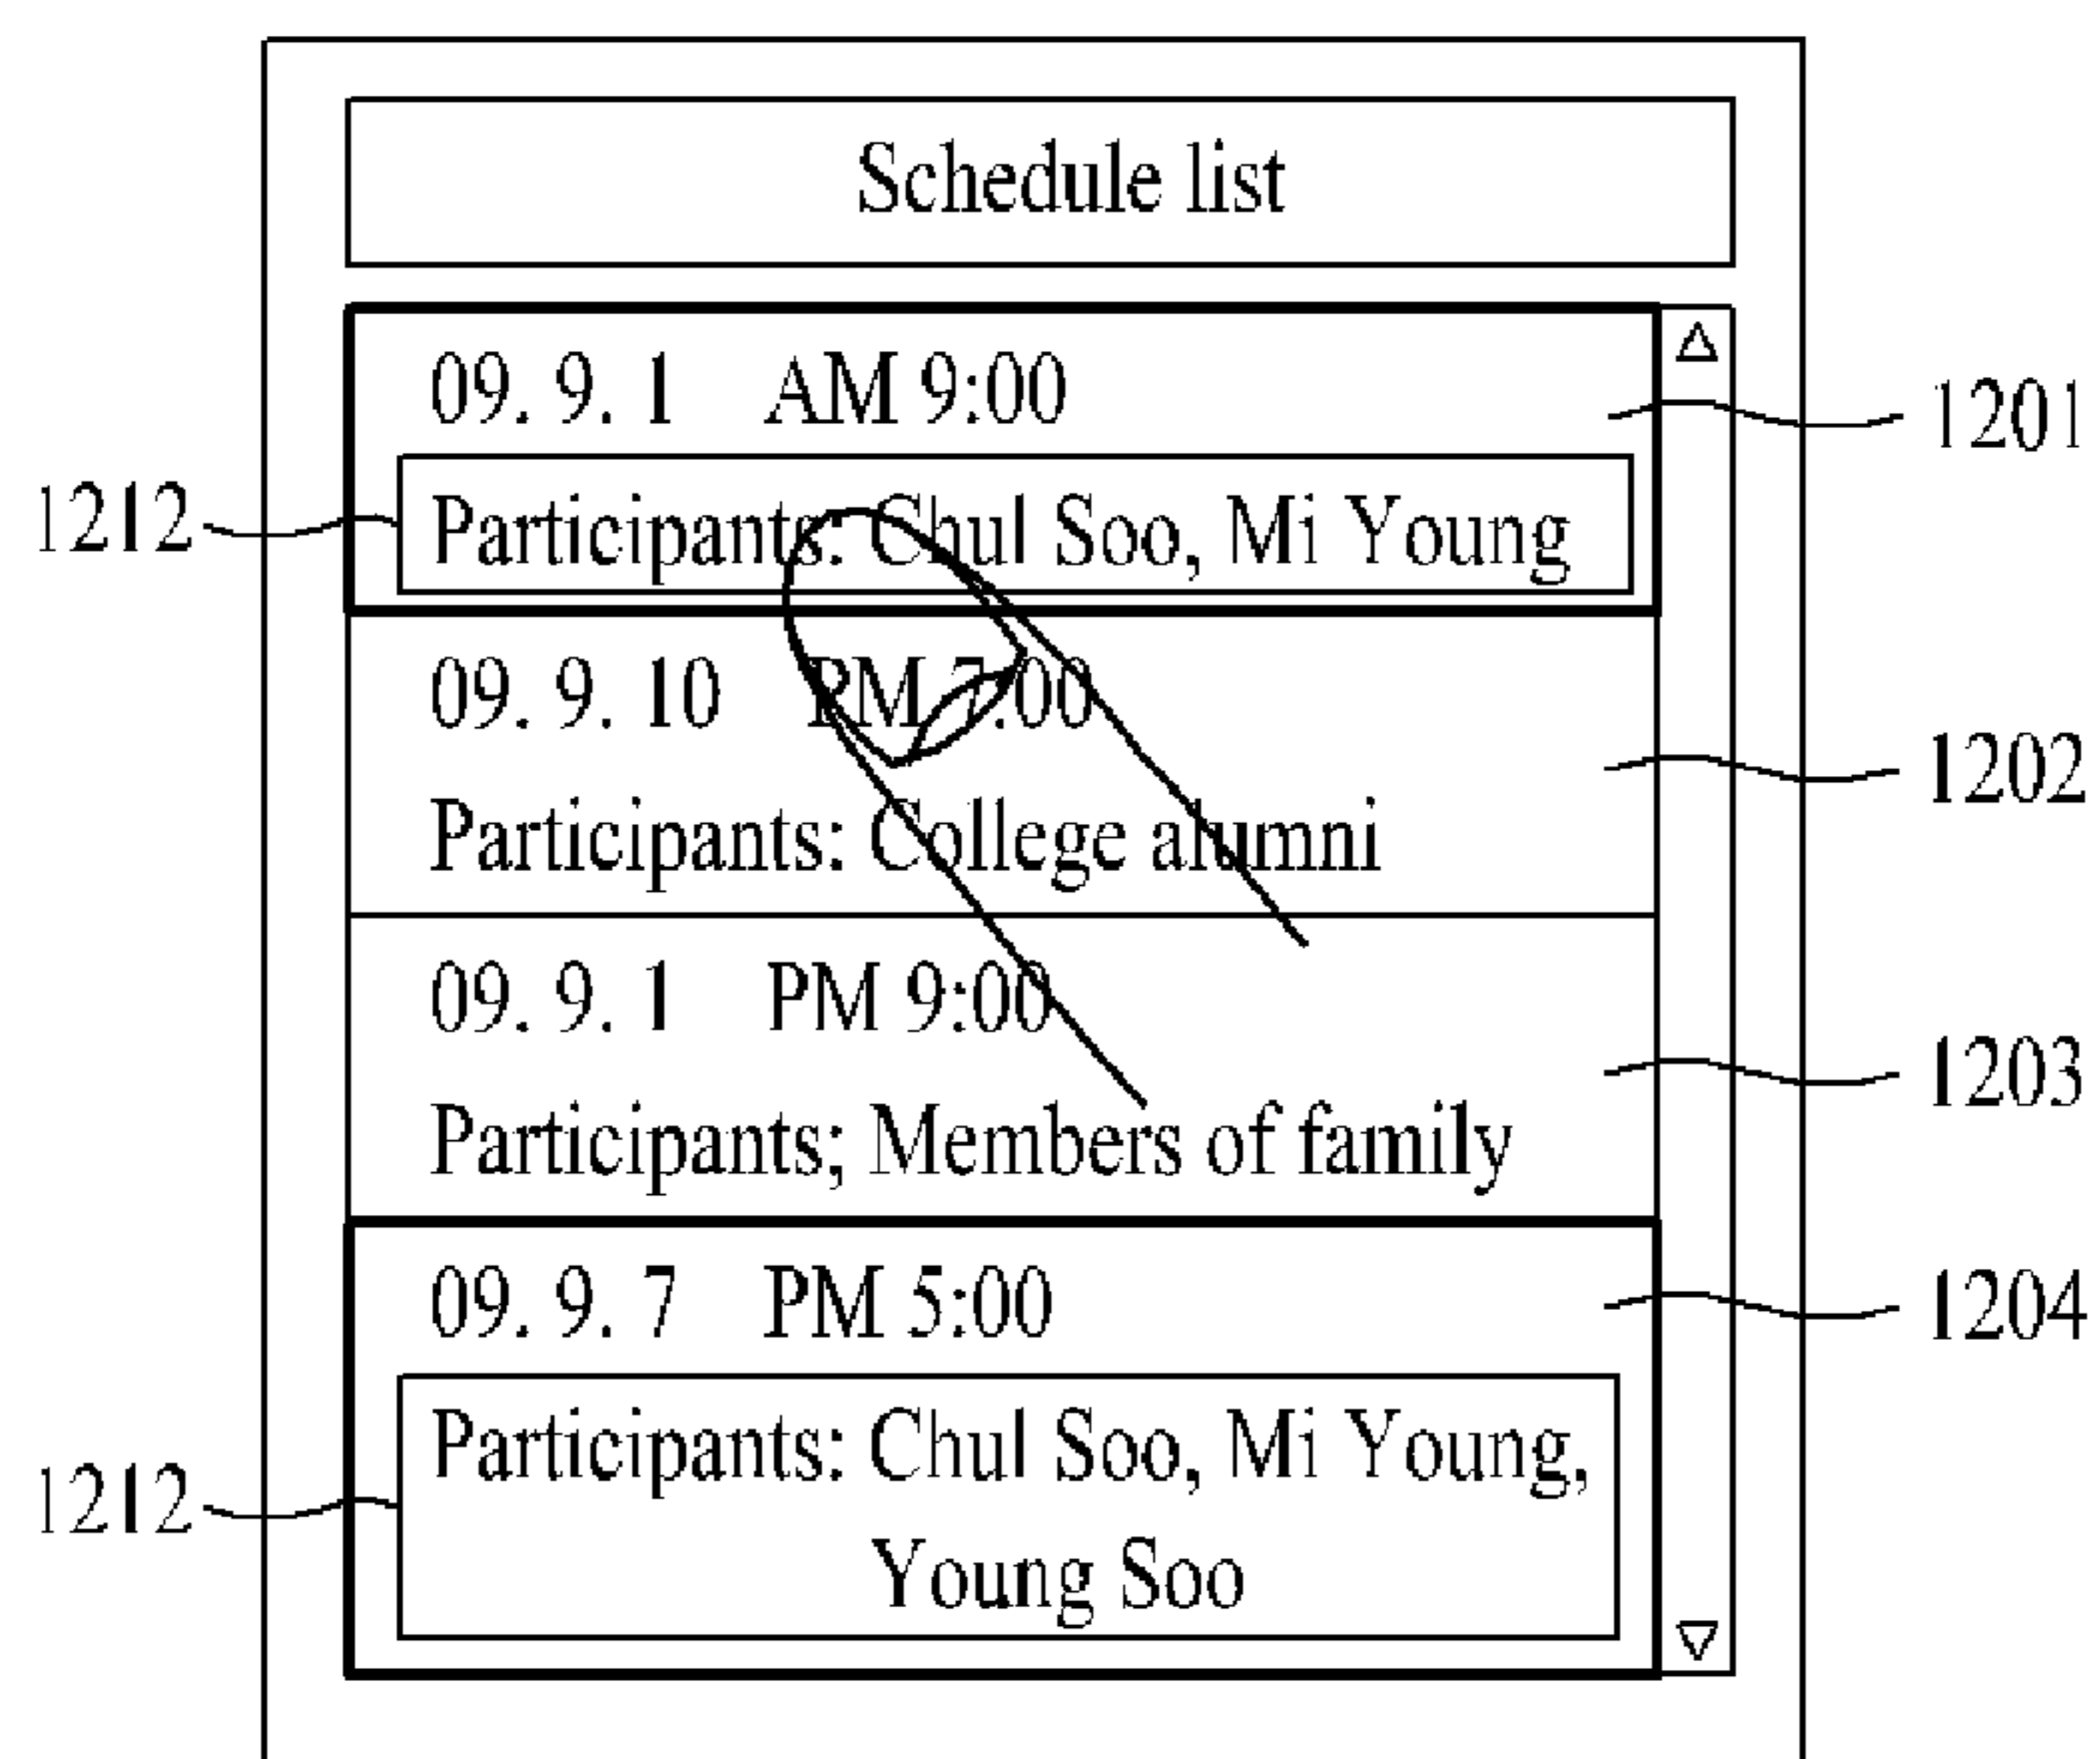 Schedule list
09. 9. 1 AM 9:00
1201
1212
Participants: Chul Soo, Mi Young
09. 9. 10 PM 7:00
1202
Participants: College alumni
09. 9. 1 PM 9:00
1203
Participants; Members of family
09. 9. 7 PM 5:00
1204
Participants: Chul Soo, Mi Young,
1212
Young Soo